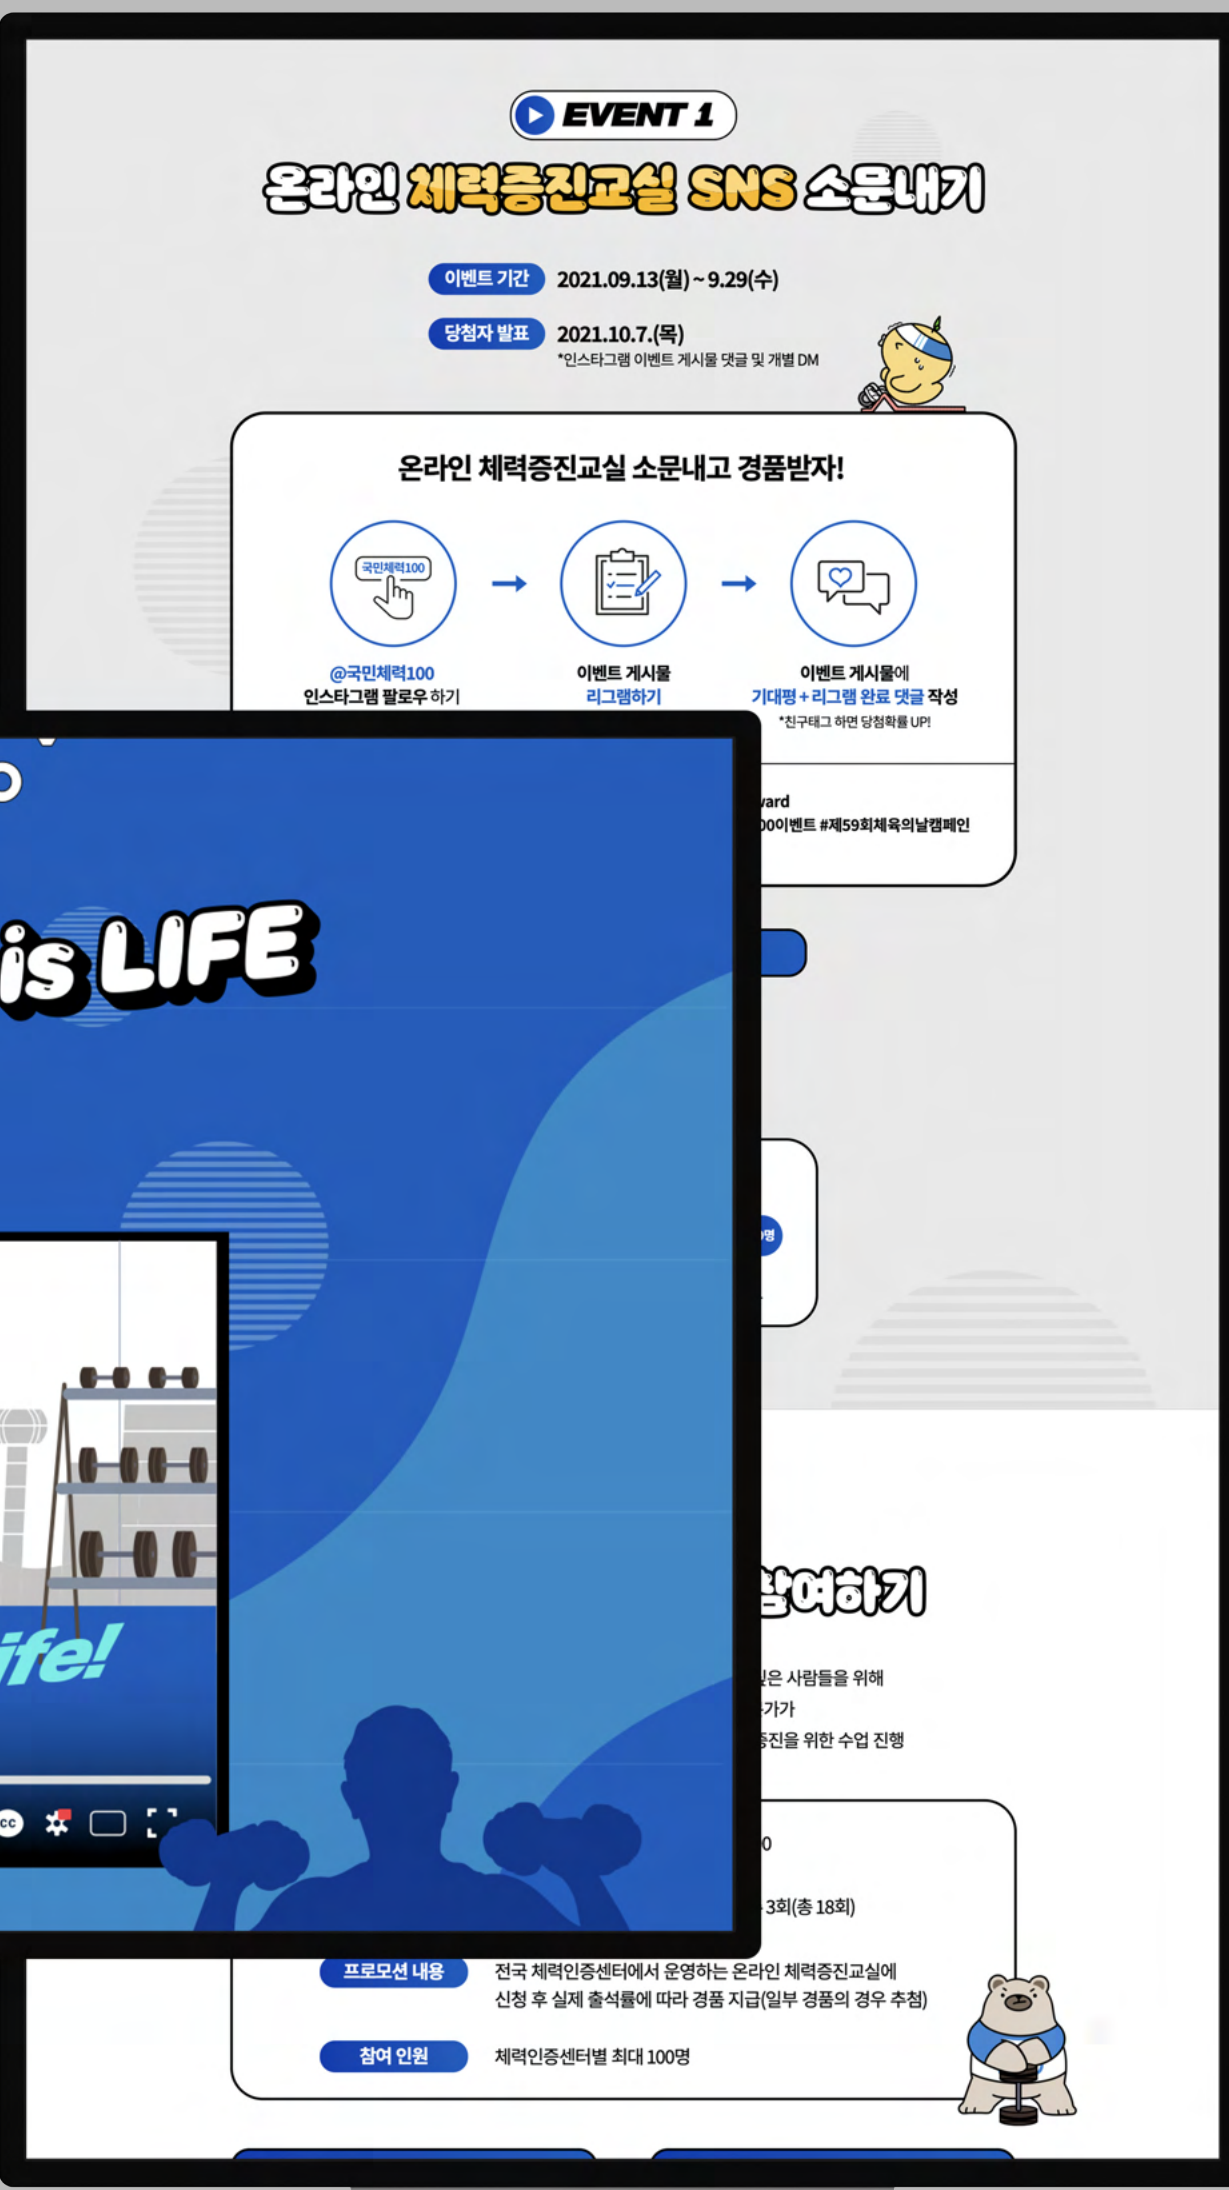 EVENT 1
온라인 체력증진교실 SNS 소문내기
이벤트 기간 2021.09.13(월) ~ 9.29(수)
당첨자 발표 2021.10.7.(목)
*인스타그램 이벤트 게시물 댓글 및 개별 DM
온라인 체력증진교실 소문내고 경품받자!
국민체력100
@국민체력100
인스타그램 팔로우 하기
이벤트 게시물
리그램하기
이벤트 게시물에
기대평 + 리그램 완료 댓글 작성
*친구태그 하면 당첨확률 UP!
00이벤트 #제59회체육의날캠페인
is LIFE
명
참여하기
사람들을 위해
증진을 위한 수업 진행
ife!
cc
3회(총 18회)
프로모션 내용 전국 체력인증센터에서 운영하는 온라인 체력증진교실에
신청 후 실제 출석률에 따라 경품 지급(일부 경품의 경우 추첨)
참여 인원 체력인증센터별 최대 100명